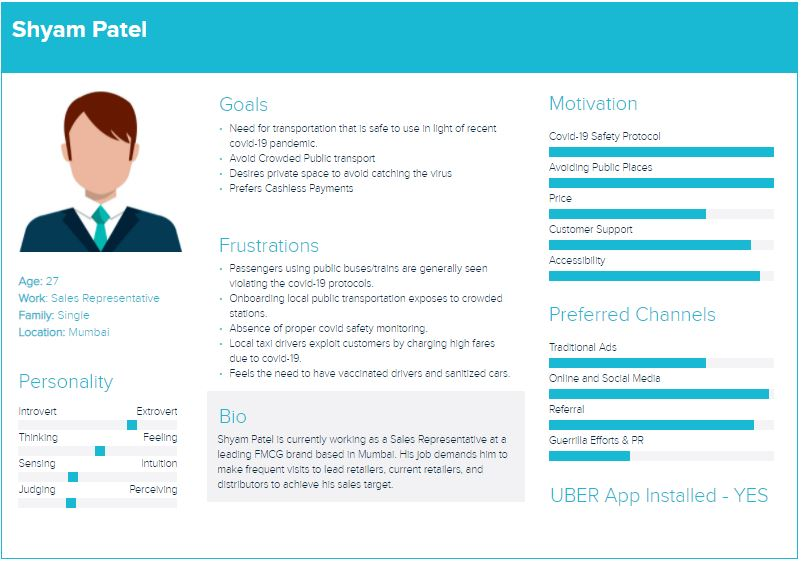 Shyam Patel
Age: 27
Work: Sales Representative
Family: Single
Location: Mumbai
Personality
Introvert Extrovert
Thinking Feeling
Sensing Intuition
Judging Perceiving
Goals
• Need for transportation that is safe to use in light of recent
covid-19 pandemic.
• Avoid Crowded Public transport
• Desires private space to avoid catching the virus
• Prefers Cashless Payments
Frustrations
• Passengers using public buses/trains are generally seen
violating the covid-19 protocols.
• Onboarding local public transportation exposes to crowded
stations.
• Absence of proper covid safety monitoring.
• Local taxi drivers exploit customers by charging high fares
due to covid-19.
• Feels the need to have vaccinated drivers and sanitized cars.
Bio
Shyam Patel is currently working as a Sales Representative at a
leading FMCG brand based in Mumbai. His job demands him to
make frequent visits to lead retailers, current retailers, and
distributors to achieve his sales target.
Motivation
Covid-19 Safety Protocol
Avoiding Public Places
Price
Customer Support
Accessibility
Preferred Channels
Traditional Ads
Online and Social Media
Referral
Guerrilla Efforts & PR
UBER App Installed - YES